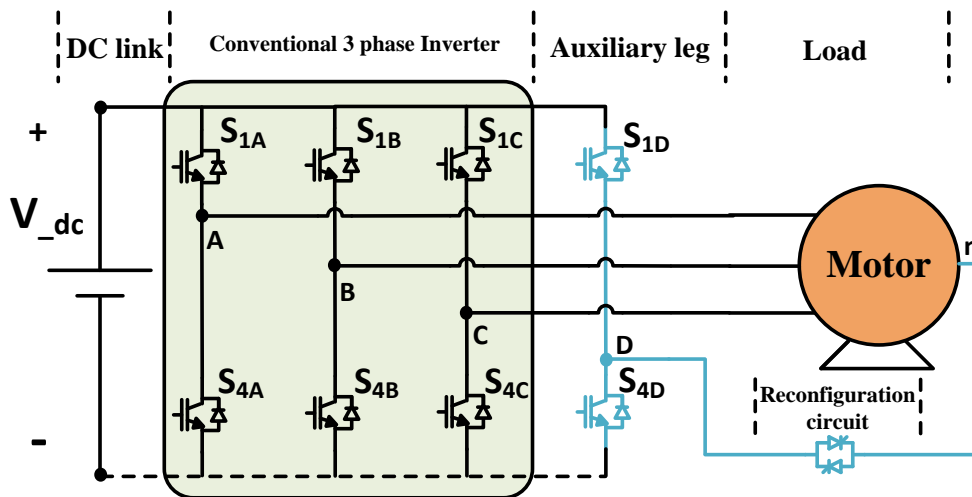 DC link
Conventional 3 phase Inverter
Auxiliary leg
Load
+
S1A
S1B
S1C
S1D
V_dc
A
B
C
D
Motor
n
S4A
S4B
S4C
S4D
Reconfiguration
circuit
-